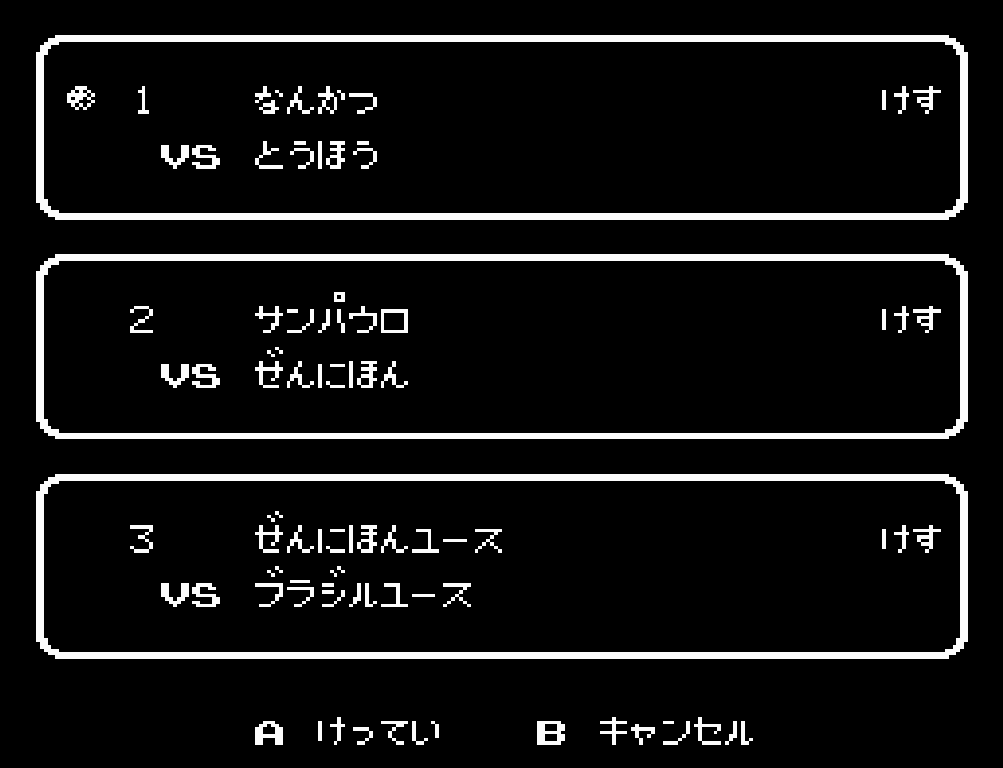 1 なんかつ けす
VS とうほう
2 サンパウロ けす
VS ぜんにほん
3 ぜんにほんユース けす
VS ブラジルユース
A けってい B キャンセル